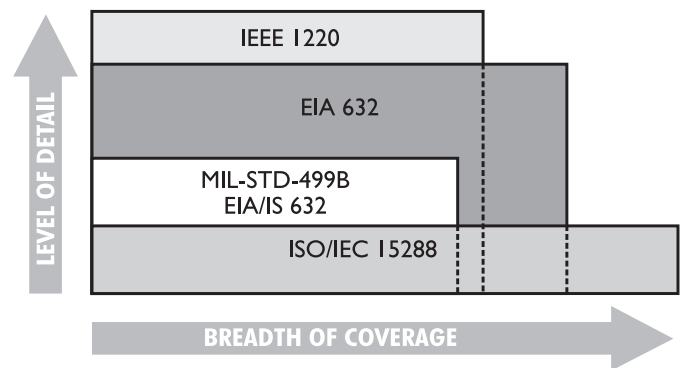 IEEE 1220
EIA 632
MIL-STD-499B
EIA/IS 632
ISO/IEC 15288
LEVEL OF DETAIL
BREADTH OF COVERAGE